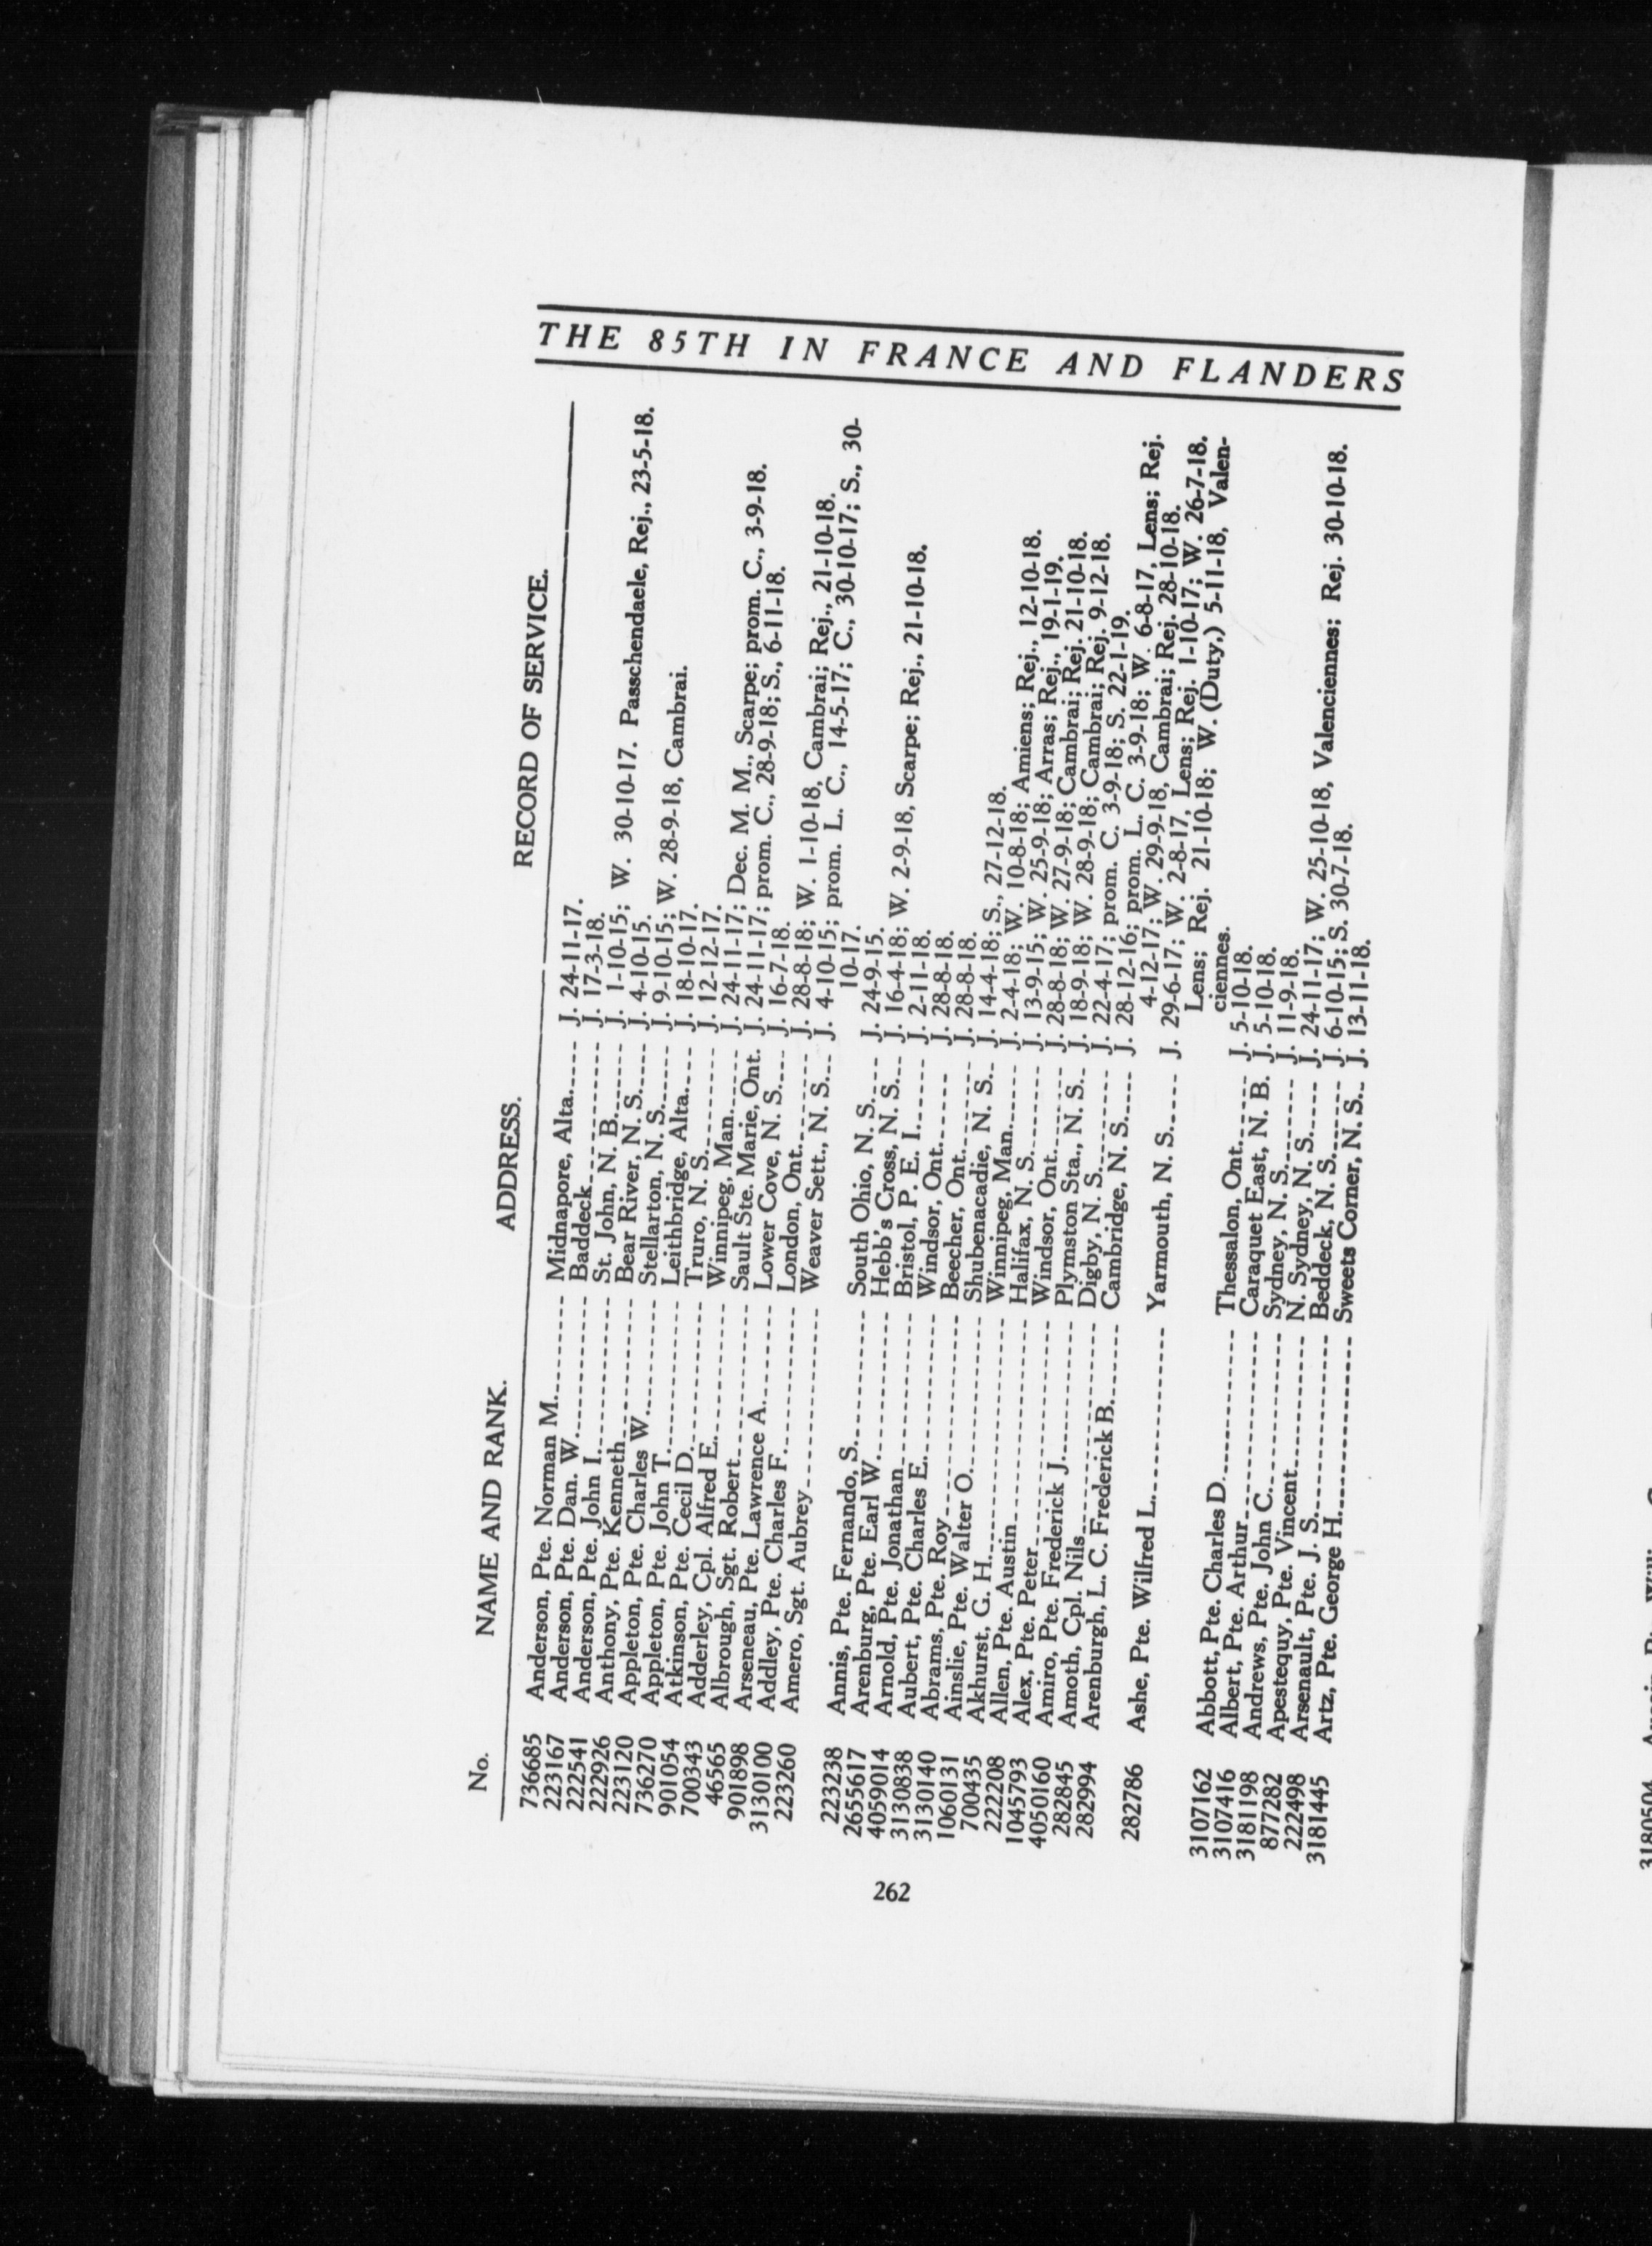 THE 85TH IN FRANCE AND FLANDERS
No. NAME AND RANK. ADDRESS. RECORD OF SERVICE.
736685 Anderson, Pte. Norman M. Midnapore, Alta. J. 24-11-17.
223167 Anderson, Pte. Dan. W. Baddeck J. 17-3-18.
222541 Anderson, Pte. John I. St. John, N. B. J. 1-10-15; W. 30-10-17. Passchendaele, Rej., 23-5-18.
222926 Anthony, Pte. Kenneth Bear River, N. S. J. 4-10-15.
223120 Appleton, Pte. Charles W. Stellarton, N. S. J. 9-10-15; W. 28-9-18, Cambrai.
736270 Appleton, Pte. John T. Leithbridge, Alta. J. 18-10-17.
901054 Atkinson, Pte. Cecil D. Truro, N. S. J. 12-12-17.
700343 Adderley, Cpl. Alfred E. Winnipeg, Man. J. 24-11-17; Dec. M. M., Scarpe; prom. C., 3-9-18.
46565 Albrough, Sgt. Robert Sault Ste. Marie, Ont. J. 24-11-17; prom. C., 28-9-18; S., 6-11-18.
901898 Arseneau, Pte. Lawrence A. Lower Cove, N. S. J. 16-7-18.
3130100 Addley, Pte. Charles F. London, Ont. J. 28-8-18; W. 1-10-18, Cambrai; Rej., 21-10-18.
223260 Amero, Sgt. Aubrey Weaver Sett., N. S. J. 4-10-15; prom. L. C., 14-5-17; C., 30-10-17; S., 30-
10-17.
223238 Annis, Pte. Fernando, S. South Ohio, N. S. J. 24-9-15.
2655617 Arenburg, Pte. Earl W. Hebb's Cross, N. S. J. 16-4-18; W. 2-9-18, Scarpe; Rej., 21-10-18.
4059014 Arnold, Pte. Jonathan Bristol, P. E. I. J. 2-11-18.
3130838 Aubert, Pte. Charles E. Windsor, Ont. J. 28-8-18.
3130140 Abrams, Pte. Roy Beecher, Ont. J. 28-8-18.
1060131 Ainslie, Pte. Walter O. Shubenacadie, N. S. J. 14-4-18; S., 27-12-18.
700435 Akhurst, G. H. Winnipeg, Man. J. 2-4-18; W. 10-8-18; Amiens; Rej., 12-10-18.
222208 Allen, Pte. Austin Halifax, N. S. J. 13-9-15; W. 25-9-18; Arras; Rej., 19-1-19.
1045793 Alex, Pte. Peter Windsor, Ont. J. 28-8-18; W. 27-9-18; Cambrai; Rej. 21-10-18.
4050160 Amiro, Pte. Frederick J. Plymston Sta., N. S. J. 18-9-18; W. 28-9-18; Cambrai; Rej. 9-12-18.
282845 Amoth, Cpl. Nils Digby, N. S. J. 22-4-17; prom. C. 3-9-18; S. 22-1-19.
282994 Arenburgh, L. C. Frederick B. Cambridge, N. S. J. 28-12-16; prom. L. C. 3-9-18; W. 6-8-17, Lens; Rej.
4-12-17; W. 29-9-18, Cambrai; Rej. 28-10-18.
282786 Ashe, Pte. Wilfred L. Yarmouth, N. S. J. 29-6-17; W. 2-8-17, Lens; Rej. 1-10-17; W. 26-7-18.
Lens; Rej. 21-10-18; W. (Duty.) 5-11-18, Valen-
ciennes.
3107162 Abbott, Pte. Charles D. Thessalon, Ont. J. 5-10-18.
3107416 Albert, Pte. Arthur Caraquet East, N. B. J. 5-10-18.
3181198 Andrews, Pte. John C. Sydney, N. S. J. 11-9-18.
877282 Apestequy, Pte. Vincent N. Sydney, N. S. J. 24-11-17; W. 25-10-18, Valenciennes; Rej. 30-10-18.
222498 Arsenault, Pte. J. S. Beddeck, N. S. J. 6-10-15; S. 30-7-18.
3181445 Artz, Pte. George H. Sweets Corner, N. S. J. 13-11-18.
262
3180504